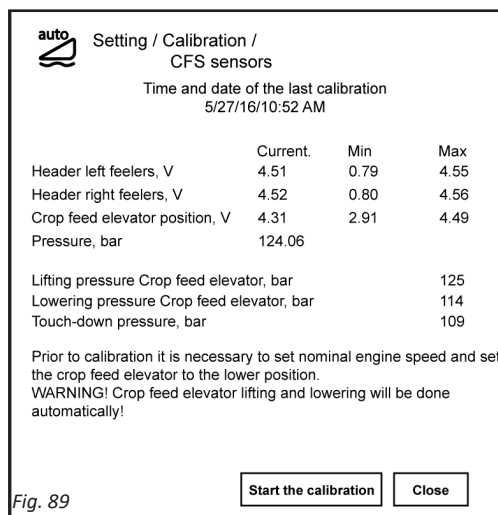 auto
Setting / Calibration /
CFS sensors
Time and date of the last calibration
5/27/16/10:52 AM
Current. Min Max
Header left feelers, V 4.51 0.79 4.55
Header right feelers, V 4.52 0.80 4.56
Crop feed elevator position, V 4.31 2.91 4.49
Pressure, bar 124.06
Lifting pressure Crop feed elevator, bar 125
Lowering pressure Crop feed elevator, bar 114
Touch-down pressure, bar 109
Prior to calibration it is necessary to set nominal engine speed and set
the crop feed elevator to the lower position.
WARNING! Crop feed elevator lifting and lowering will be done
automatically!
Start the calibration Close
Fig. 89